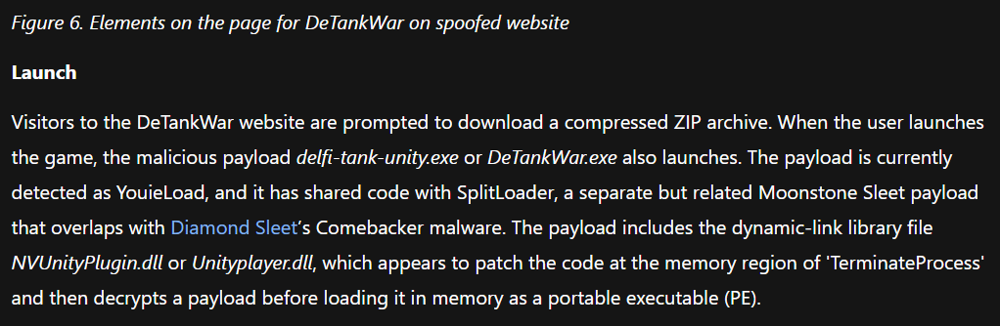 Figure 6. Elements on the page for DeTankWar on spoofed website
Launch
Visitors to the DeTankWar website are prompted to download a compressed ZIP archive. When the user launches
the game, the malicious payload delfi-tank-unity.exe or DeTankWar.exe also launches. The payload is currently
detected as YouieLoad, and it has shared code with SplitLoader, a separate but related Moonstone Sleet payload
that overlaps with Diamond Sleet’s Comebacker malware. The payload includes the dynamic-link library file
NVUnityPlugin.dll or Unityplayer.dll, which appears to patch the code at the memory region of 'TerminateProcess'
and then decrypts a payload before loading it in memory as a portable executable (PE).